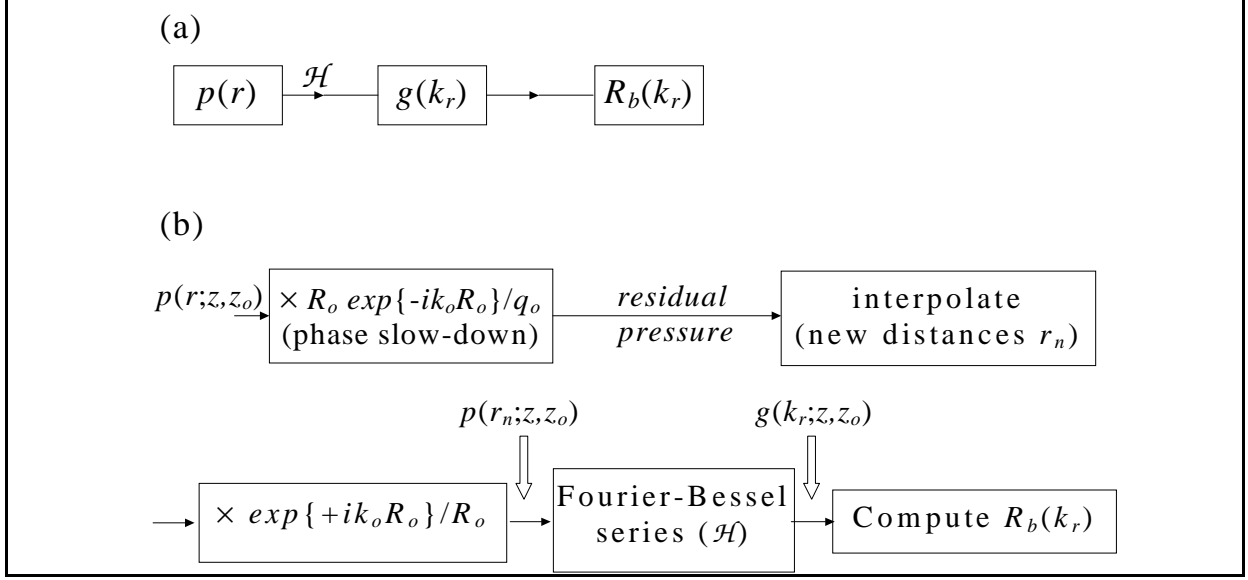 (a)
p(r) ℋ g(k_r) R_b(k_r)
(b)
p(r;z,z_o)
× R_o exp{-ik_oR_o}/q_o
(phase slow-down)
residual
pressure
interpolate
(new distances r_n)
p(r_n;z,z_o)
g(k_r;z,z_o)
× exp{+ik_oR_o}/R_o
Fourier-Bessel
series (ℋ)
Compute R_b(k_r)